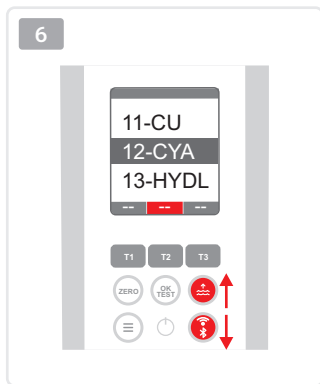 6
11-CU
12-CYA
13-HYDL
-- -- --
T1 T2 T3
ZERO OK TEST